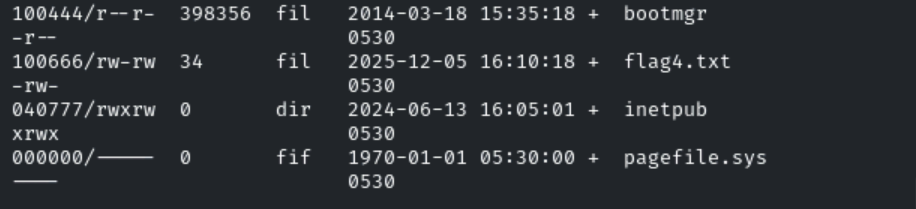 100444/r--r-  398356  fil   2014-03-18 15:35:18 +  bootmgr
-r--                        0530
100666/rw-rw  34      fil   2025-12-05 16:10:18 +  flag4.txt
-rw-                        0530
040777/rwxrw  0       dir   2024-06-13 16:05:01 +  inetpub
xrwx                        0530
000000/-----  0       fif   1970-01-01 05:30:00 +  pagefile.sys
----                        0530